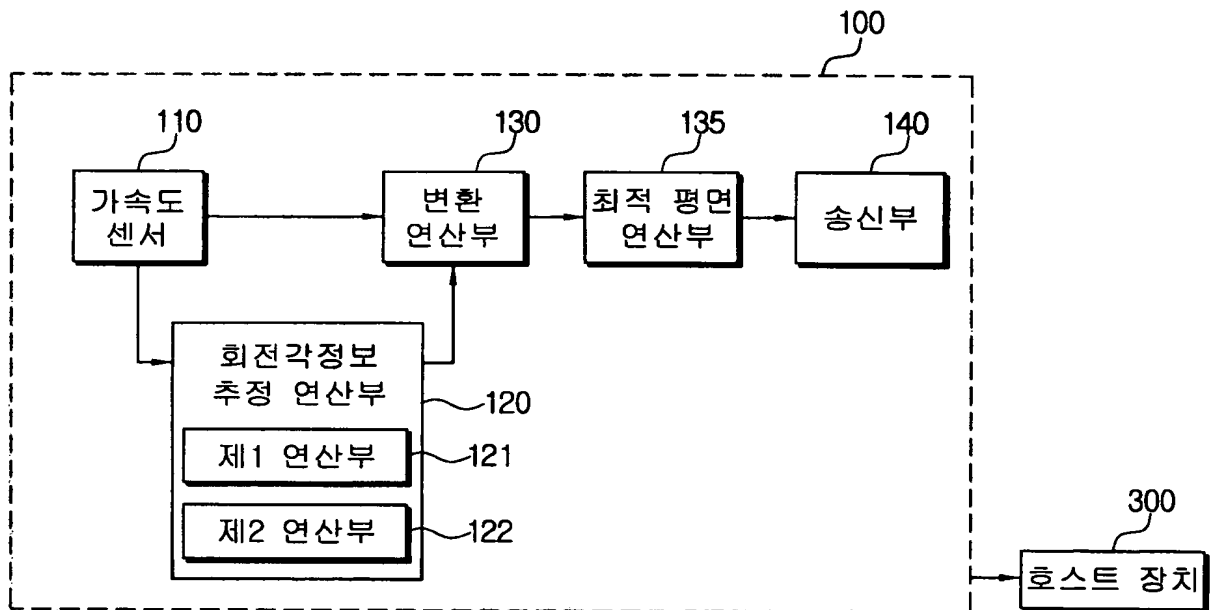 100
110
130
135
140
가속도
센서
변환
연산부
최적 평면
연산부
송신부
회전각정보
추정 연산부
120
제1 연산부
121
제2 연산부
122
300
호스트 장치